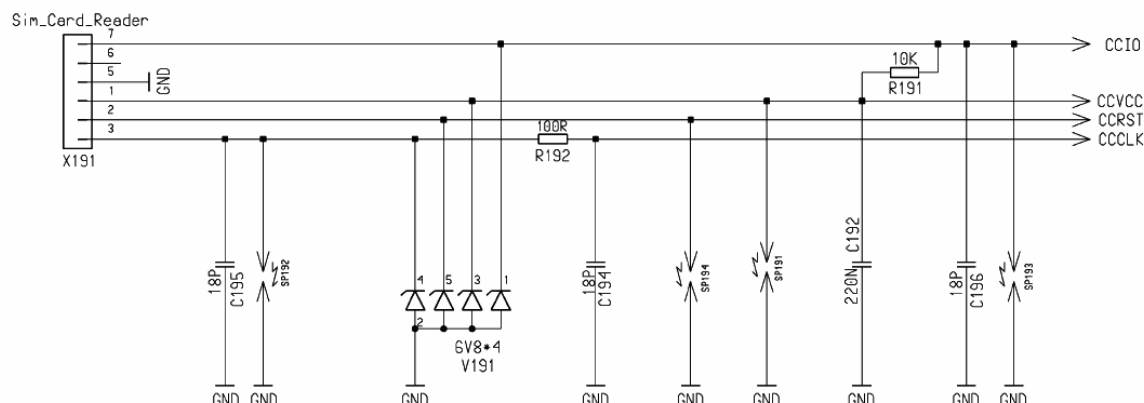 Sim_Card_Reader
7
CCIO
6
10K
5
GND
R191
1
CCVCC
2
CCRST
3
100R
CCCLK
X191
R192
C192
18P
C195
SP192
4
5
3
1
18P
C194
SP194
SP191
220N
18P
C196
SP193
2
6V8*4
V191
GND
GND
GND
GND
GND
GND
GND
GND
GND